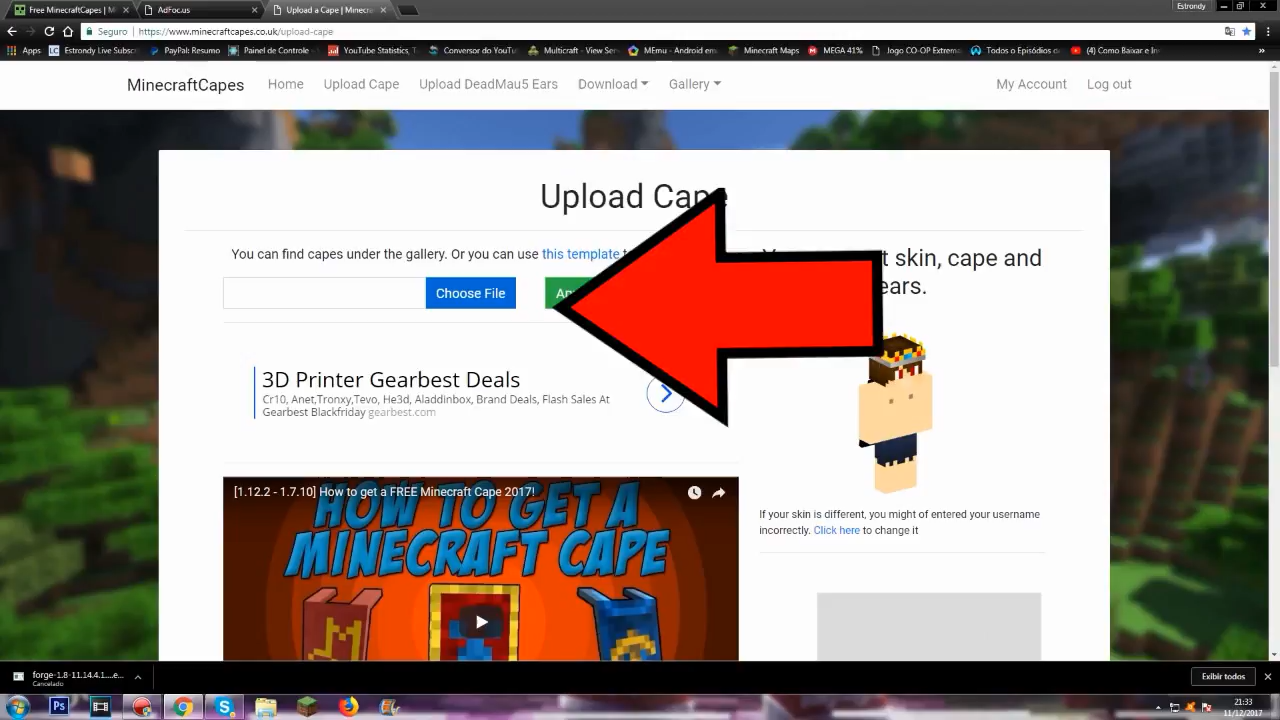 Free MinecraftCapes | Mi
AdFoc.us
Upload a Cape | Minecra
Estrondy
Seguro
https://www.minecraftcapes.co.uk/upload-cape
Apps
Estrondy Live Subsc
PayPal: Resumo
Painel de Controle
YouTube Statistics, T
Conversor do YouTu
Multicraft - View Ser
MEmu - Android em
Minecraft Maps
MEGA 41%
Jogo CO-OP Extrem
Todos o Episódios d
(4) Como Baixar e In
MinecraftCapes
Home
Upload Cape
Upload DeadMau5 Ears
Download
Gallery
My Account
Log out
Upload Cape
You can find capes under the gallery. Or you can use this template
skin, cape and
ears.
Choose File
3D Printer Gearbest Deals
Cr10, Anet,Tronxy,Tevo, He3d, Aladdinbox, Brand Deals, Flash Sales At
Gearbest Blackfriday gearbest.com
[1.12.2 - 1.7.10] How to get a FREE Minecraft Cape 2017!
HOW TO GET A
MINECRAFT CAPE
If your skin is different, you might of entered your username
incorrectly. Click here to change it
forge-1.8-11.14.4.1....e...
Cancelado
Exibir todos
21:33
11/12/2017